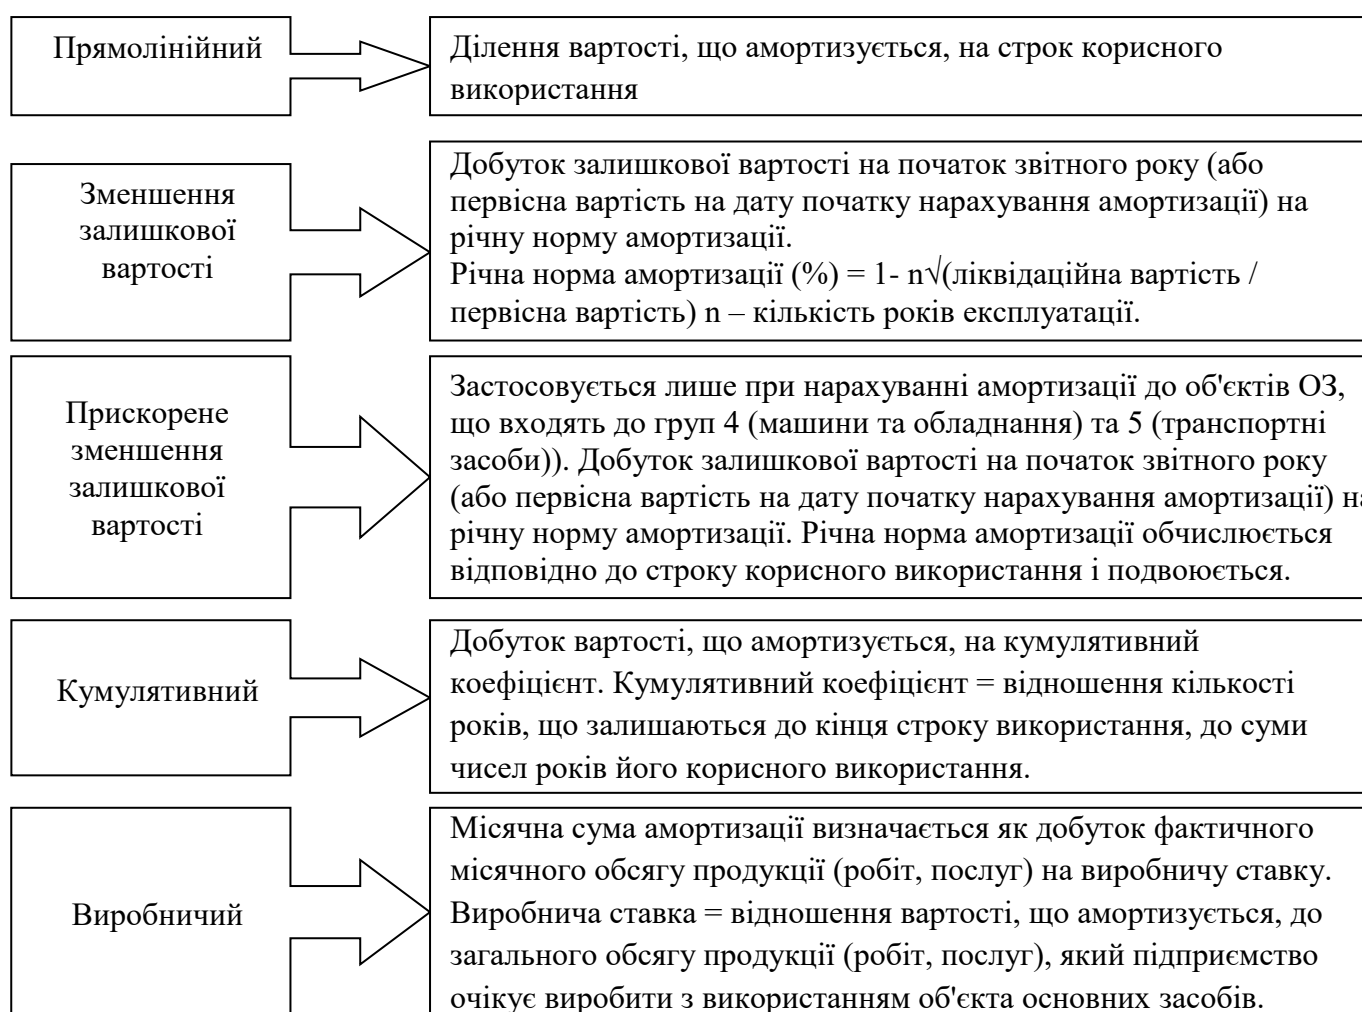 Прямолінійний
Ділення вартості, що амортизується, на строк корисного
використання
Зменшення
залишкової
вартості
Добуток залишкової вартості на початок звітного року (або
первісна вартість на дату початку нарахування амортизації) на
річну норму амортизації.
Річна норма амортизації (%) = 1- n√(ліквідаційна вартість /
первісна вартість) n – кількість років експлуатації.
Прискорене
зменшення
залишкової
вартості
Застосовується лише при нарахуванні амортизації до об'єктів ОЗ,
що входять до груп 4 (машини та обладнання) та 5 (транспортні
засоби)). Добуток залишкової вартості на початок звітного року
(або первісна вартість на дату початку нарахування амортизації) на
річну норму амортизації. Річна норма амортизації обчислюється
відповідно до строку корисного використання і подвоюється.
Кумулятивний
Добуток вартості, що амортизується, на кумулятивний
коефіцієнт. Кумулятивний коефіцієнт = відношення кількості
років, що залишаються до кінця строку використання, до суми
чисел років його корисного використання.
Виробничий
Місячна сума амортизації визначається як добуток фактичного
місячного обсягу продукції (робіт, послуг) на виробничу ставку.
Виробнича ставка = відношення вартості, що амортизується, до
загального обсягу продукції (робіт, послуг), який підприємство
очікує виробити з використанням об'єкта основних засобів.